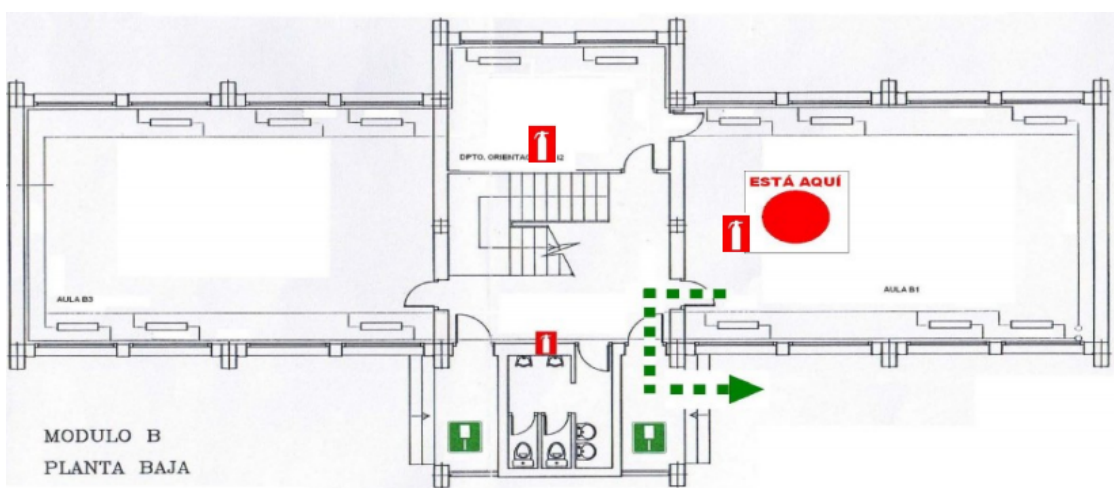 DPTO. ORIENTAC
ESTÁ AQUÍ
AULA B3
AULA B1
MODULO B
PLANTA BAJA